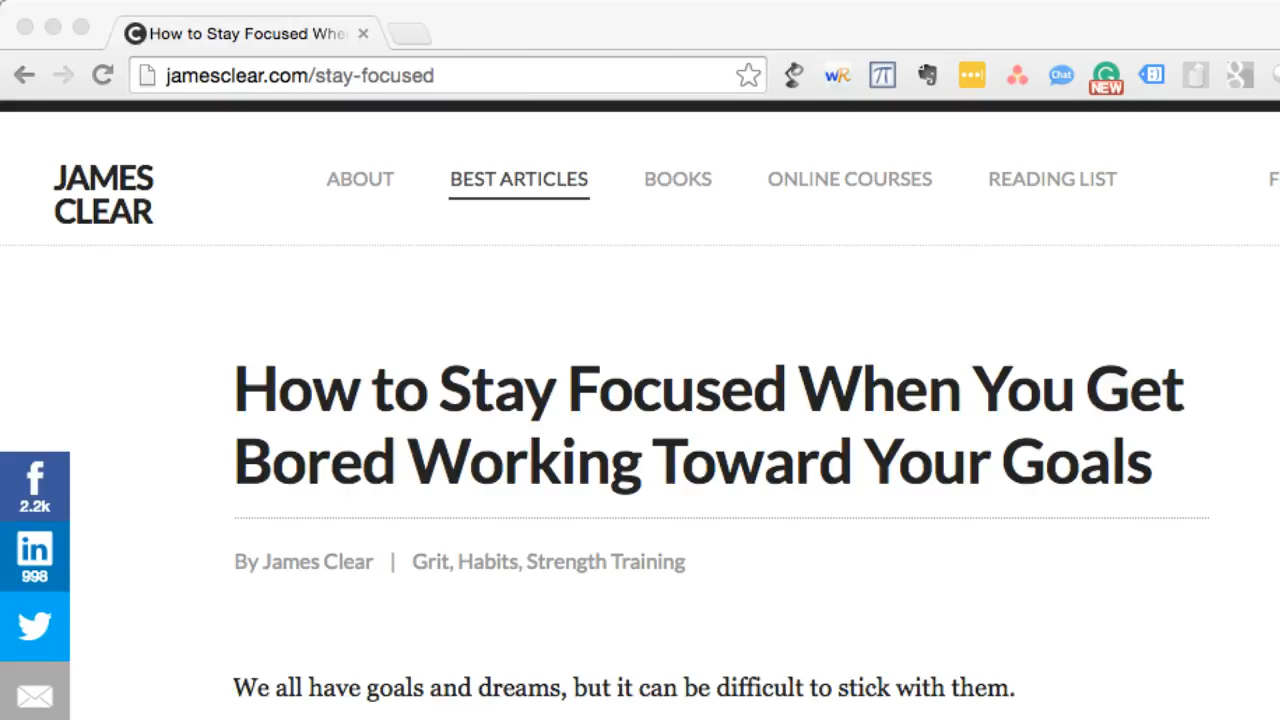 How to Stay Focused Whe
jamesclear.com/stay-focused
wR
Chat
NEW
JAMES
CLEAR
ABOUT
BEST ARTICLES
BOOKS
ONLINE COURSES
READING LIST
F
How to Stay Focused When You Get
Bored Working Toward Your Goals
By James Clear | Grit, Habits, Strength Training
2.2k
in
998
We all have goals and dreams, but it can be difficult to stick with them.